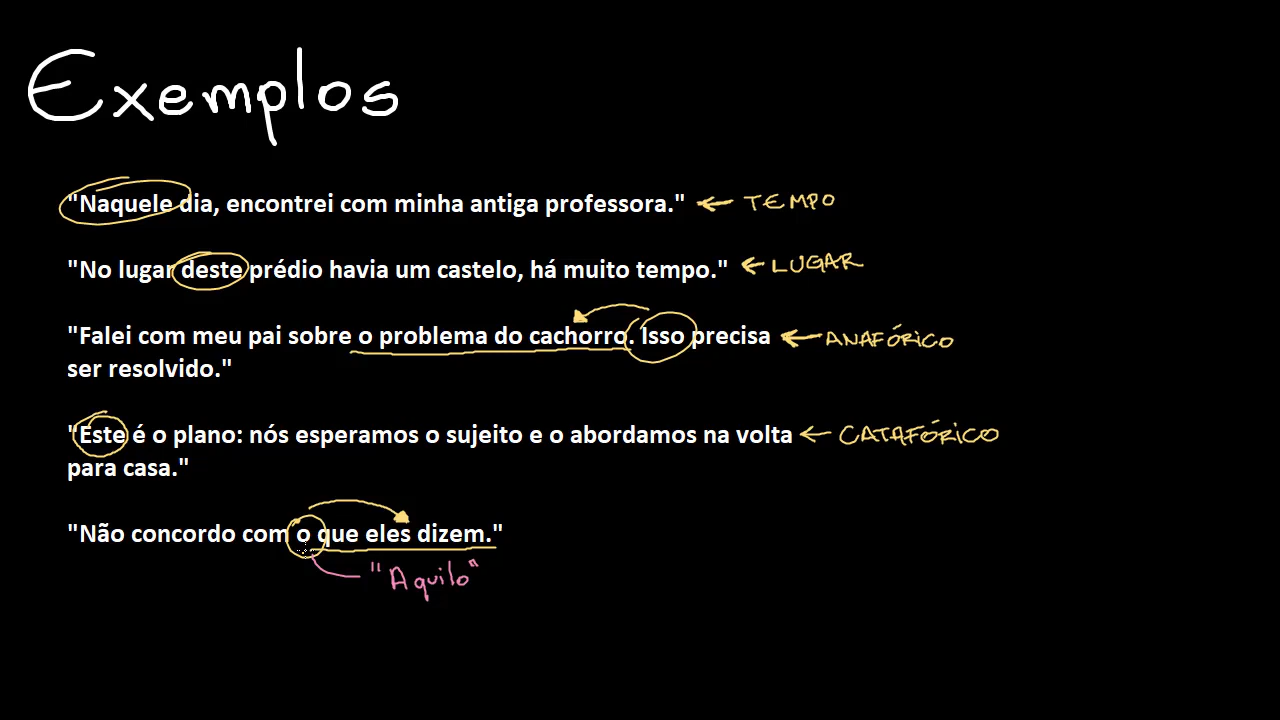 Exemplos
"Naquele dia, encontrei com minha antiga professora." ← TEMPO
"No lugar deste prédio havia um castelo, há muito tempo." ← LUGAR
"Falei com meu pai sobre o problema do cachorro. Isso precisa ← ANAFÓRICO
ser resolvido."
"Este é o plano: nós esperamos o sujeito e o abordamos na volta ← CATAFÓRICO
para casa."
"Não concordo com o que eles dizem."
"Aquilo"